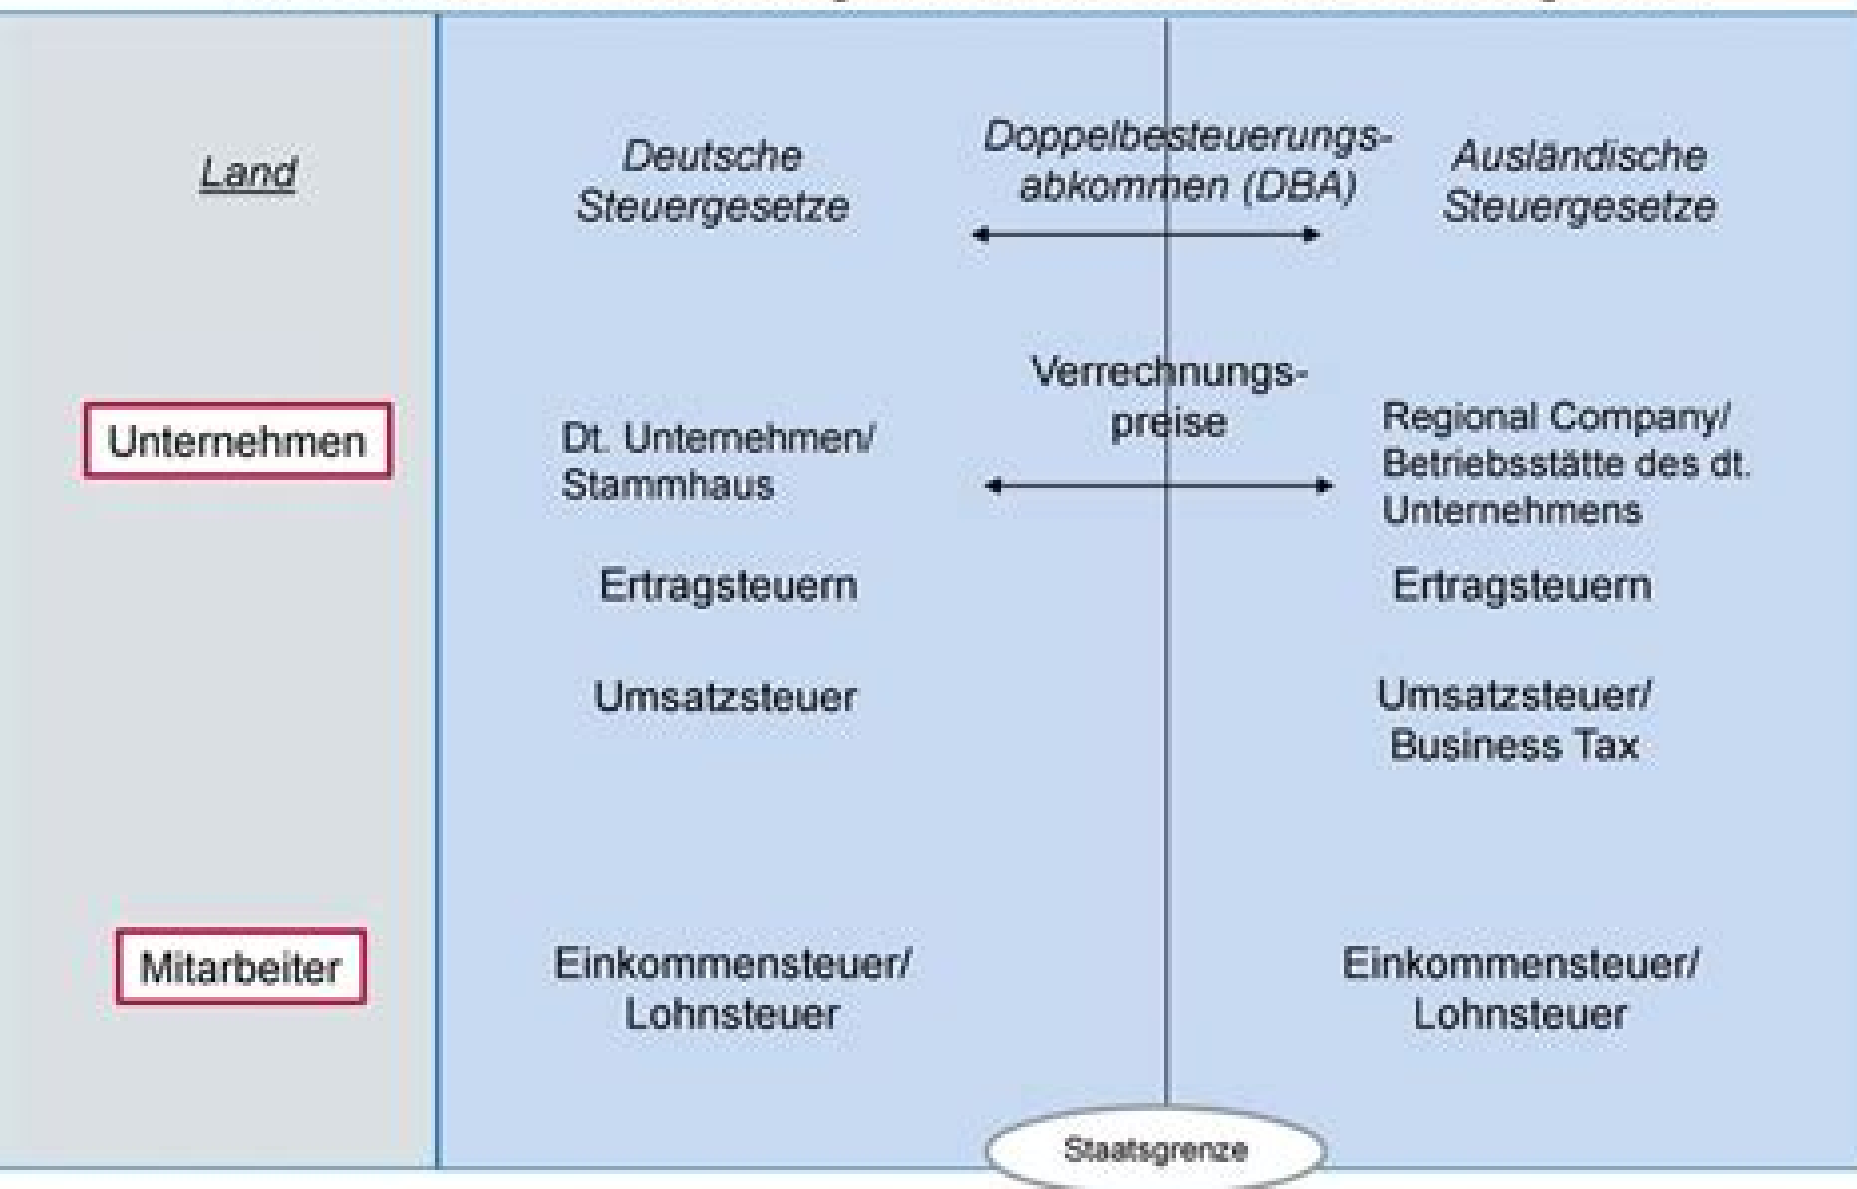 Land
Deutsche
Steuergesetze
Doppelbesteuerungs-
abkommen (DBA)
Ausländische
Steuergesetze
Unternehmen
Dt. Unternehmen/
Stammhaus
Verrechnungs-
preise
Regional Company/
Betriebsstätte des dt.
Unternehmens
Ertragsteuern
Ertragsteuern
Umsatzsteuer
Umsatzsteuer/
Business Tax
Mitarbeiter
Einkommensteuer/
Lohnsteuer
Einkommensteuer/
Lohnsteuer
Staatsgrenze